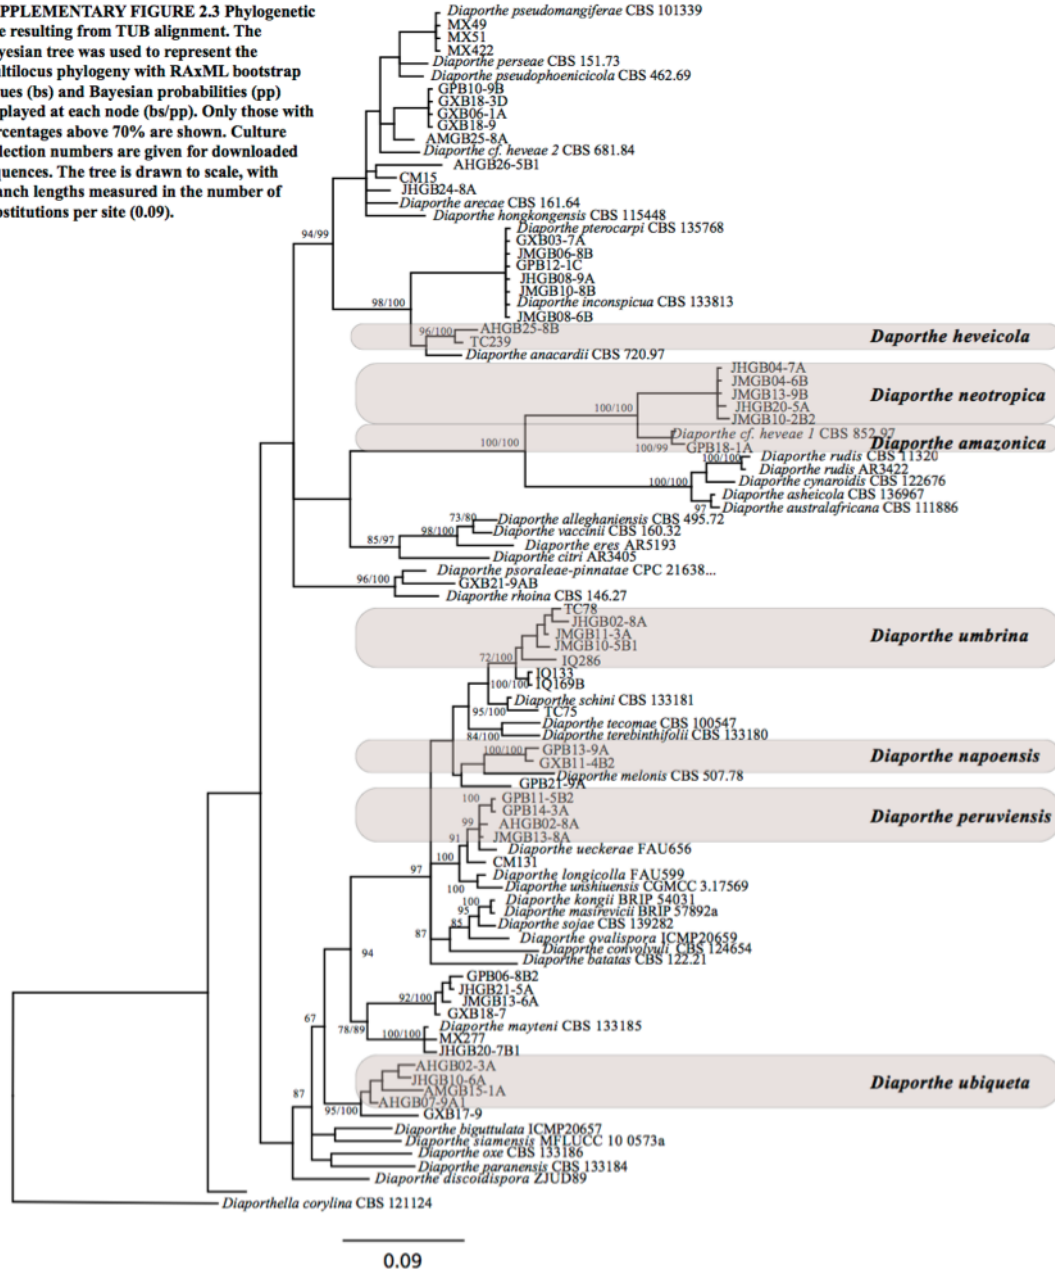 PPLEMENTARY FIGURE 2.3 Phylogenetic
e resulting from TUB alignment. The
yesian tree was used to represent the
ltilocus phylogeny with RAxML bootstrap
ues (bs) and Bayesian probabilities (pp)
played at each node (bs/pp). Only those with
rcentages above 70% are shown. Culture
lection numbers are given for downloaded
quences. The tree is drawn to scale, with
anch lengths measured in the number of
ostitutions per site (0.09).
Diaporthe pseudomangiferae CBS 101339
MX49
MX51
MX422
Diaporthe perseae CBS 151.73
Diaporthe pseudophoenicicola CBS 462.69
GPB10-9B
GXB18-3D
GXB06-1A
GXB18-9
AMGB25-8A
Diaporthe cf. heveae 2 CBS 681.84
AHGB26-5B1
CM15
JHGB24-8A
Diaporthe arecae CBS 161.64
Diaporthe hongkongensis CBS 115448
94/99
Diaporthe pterocarpi CBS 135768
GXB03-7A
JMGB06-8B
GPB12-1C
JHGB08-9A
JMGB10-8B
Diaporthe inconspicua CBS 133813
JMGB08-6B
98/100
96/100
AHGB25-8B
TC239
Daporthe heveicola
Diaporthe anacardii CBS 720.97
JHGB04-7A
JMGB04-6B
JMGB13-9B
JHGB20-5A
JMGB10-2B2
Diaporthe neotropica
100/100
Diaporthe cf. heveae 1 CBS 852.97
GPB18-1A
Diaporthe amazonica
100/100
100/99
100/100
Diaporthe rudis CBS 11320
Diaporthe rudis AR3422
Diaporthe cynaroidis CBS 122676
100/100
Diaporthe asheicola CBS 136967
Diaporthe australafricana CBS 111886
97
73/80
Diaporthe alleghaniensis CBS 495.72
Diaporthe vaccinii CBS 160.32
98/100
Diaporthe eres AR5193
85/97
Diaporthe citri AR3405
Diaporthe psoraleae-pinnatae CPC 21638...
96/100
GXB21-9AB
Diaporthe rhoina CBS 146.27
TC78
JHGB02-8A
JMGB11-3A
JMGB10-5B1
IQ286
Diaporthe umbrina
72/100
IQ133
IQ169B
100/100
Diaporthe schini CBS 133181
TC75
95/100
Diaporthe tecomae CBS 100547
Diaporthe terebinthifolii CBS 133180
84/100
100/100
GPB13-9A
GXB11-4B2
Diaporthe napoensis
Diaporthe melonis CBS 507.78
GPB21-9A
100
GPB11-5B2
GPB14-3A
99
AHGB02-8A
91
JMGB13-8A
Diaporthe peruviensis
Diaporthe ueckerae FAU656
100
CM131
97
Diaporthe longicolla FAU599
100
Diaporthe unshiuensis CGMCC 3.17569
100
Diaporthe kongii BRIP 54031
95
Diaporthe masirevicii BRIP 57892a
85
Diaporthe sojae CBS 139282
87
Diaporthe ovalispora ICMP20659
Diaporthe convolvuli CBS 124654
94
Diaporthe batatas CBS 122.21
GPB06-8B2
JHGB21-5A
92/100
JMGB13-6A
GXB18-7
67
78/89
Diaporthe mayteni CBS 133185
100/100
MX277
JHGB20-7B1
AHGB02-3A
JHGB10-6A
AMGB15-1A
AHGB07-9A1
Diaporthe ubiqueta
87
95/100
GXB17-9
Diaporthe biguttulata ICMP20657
Diaporthe siamensis MFLUCC 10 0573a
Diaporthe oxe CBS 133186
Diaporthe paranensis CBS 133184
Diaporthe discoidispora ZJUD89
Diaporthella corylina CBS 121124
0.09